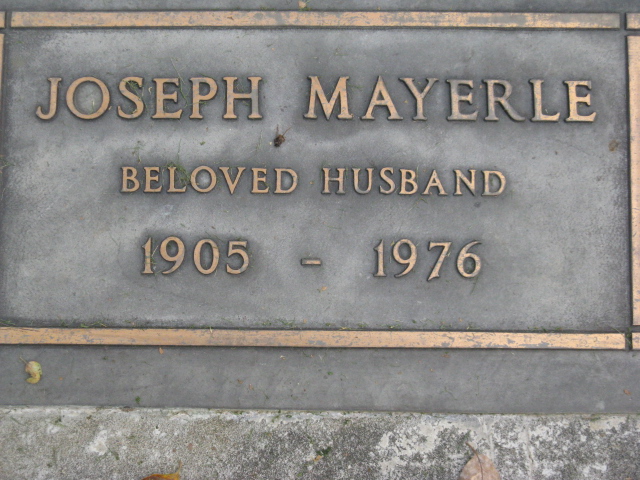 JOSEPH MAYERLE
BELOVED HUSBAND
1905 - 1976